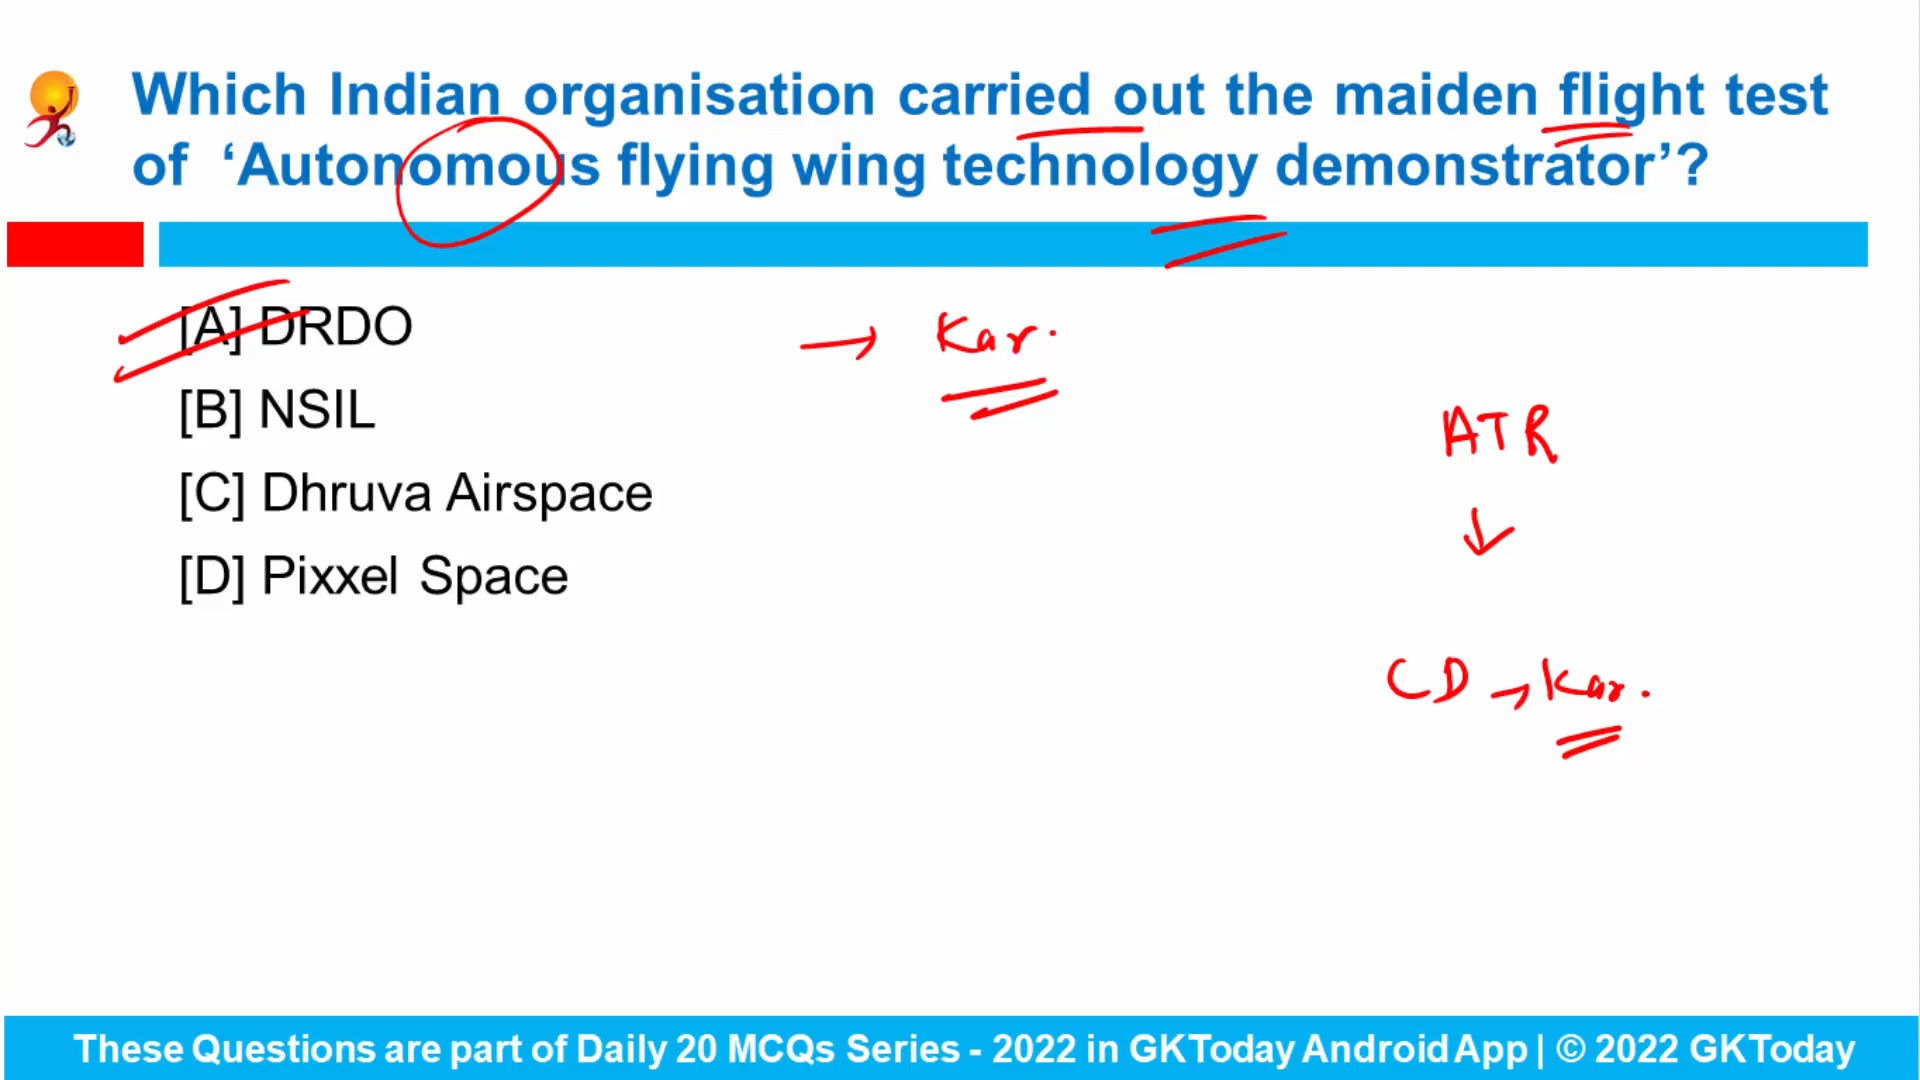 Which Indian organisation carried out the maiden flight test
of ‘Autonomous flying wing technology demonstrator’?
[A] DRDO
→ Kar.
[B] NSIL
ATR
[C] Dhruva Airspace
[D] Pixxel Space
CD → Kar.
These Questions are part of Daily 20 MCQs Series - 2022 in GKToday Android App | © 2022 GKToday